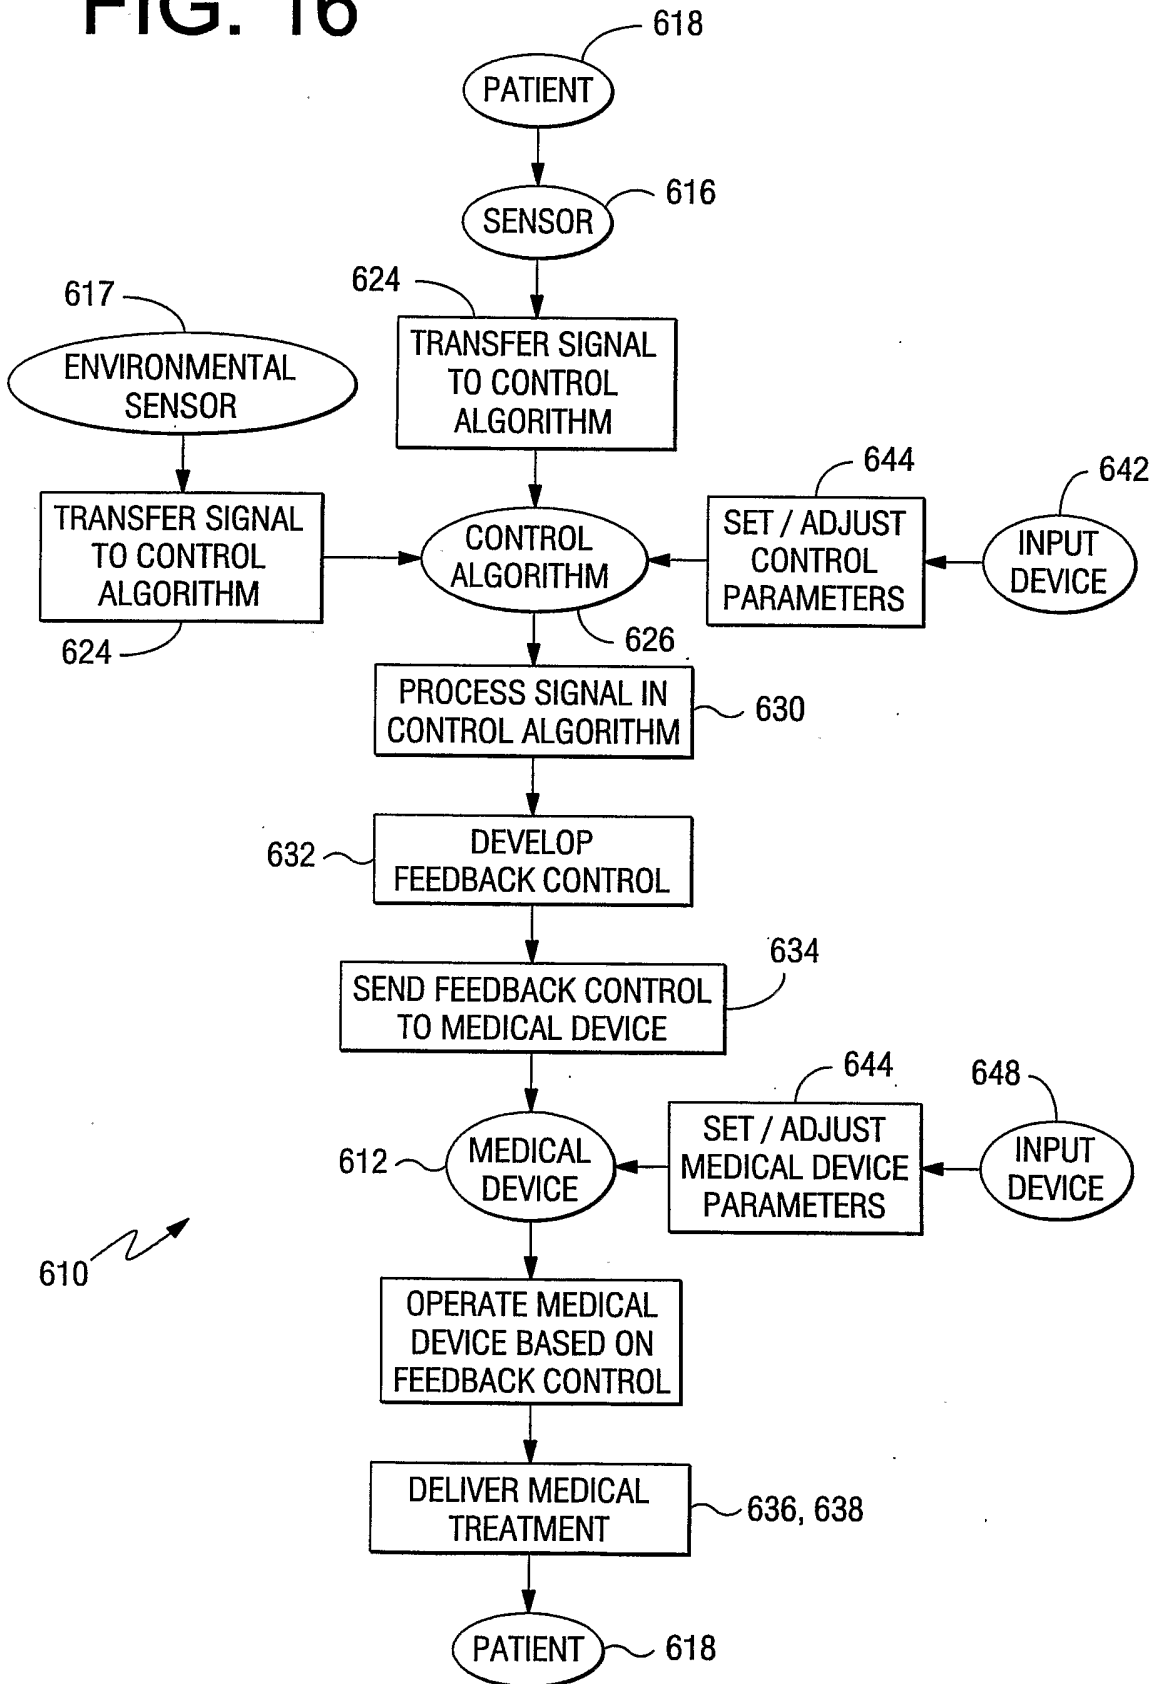 FIG. 16
618
PATIENT
616
SENSOR
624
617
TRANSFER SIGNAL
TO CONTROL
ALGORITHM
ENVIRONMENTAL
SENSOR
644
642
TRANSFER SIGNAL
TO CONTROL
ALGORITHM
CONTROL
ALGORITHM
SET / ADJUST
CONTROL
PARAMETERS
INPUT
DEVICE
624
626
PROCESS SIGNAL IN
CONTROL ALGORITHM
630
632
DEVELOP
FEEDBACK CONTROL
634
SEND FEEDBACK CONTROL
TO MEDICAL DEVICE
644
648
612
MEDICAL
DEVICE
SET / ADJUST
MEDICAL DEVICE
PARAMETERS
INPUT
DEVICE
610
OPERATE MEDICAL
DEVICE BASED ON
FEEDBACK CONTROL
DELIVER MEDICAL
TREATMENT
636, 638
PATIENT
618